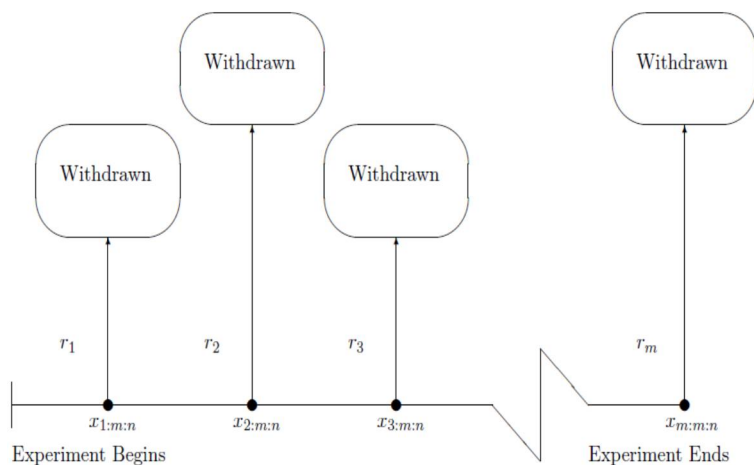 Withdrawn Withdrawn
Withdrawn Withdrawn
r₁ r₂ r₃ rₘ
x₁:ₘ:ₙ x₂:ₘ:ₙ x₃:ₘ:ₙ xₘ:ₘ:ₙ
Experiment Begins Experiment Ends